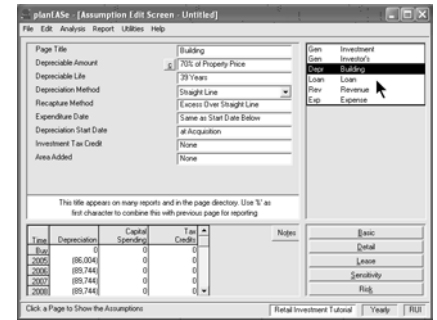 planEASe - [Assumption Edit Screen - Untitled]
File Edit Analysis Report Utilities Help
Page Title Building
Depreciable Amount c 70% of Property Price
Depreciable Life 39 Years
Depreciation Method Straight Line
Recapture Method Excess Over Straight Line
Expenditure Date Same as Start Date Below
Depreciation Start Date at Acquisition
Investment Tax Credit None
Area Added None
Gen Investment
Gen Investor's
Depr Building
Loan Loan
Rev Revenue
Exp Expense
This title appears on many reports and in the page directory. Use '%' as
first character to combine this with previous page for reporting
Capital Tax
Time Depreciation Spending Credits
Buy 0 0 0
2005 (86,004) 0 0
2006 (89,744) 0 0
2007 (89,744) 0 0
2008 (89,744) 0 0
Notes
Basic
Detail
Lease
Sensitivity
Risk
Click a Page to Show the Assumptions Retail Investment Tutorial Yearly RUI